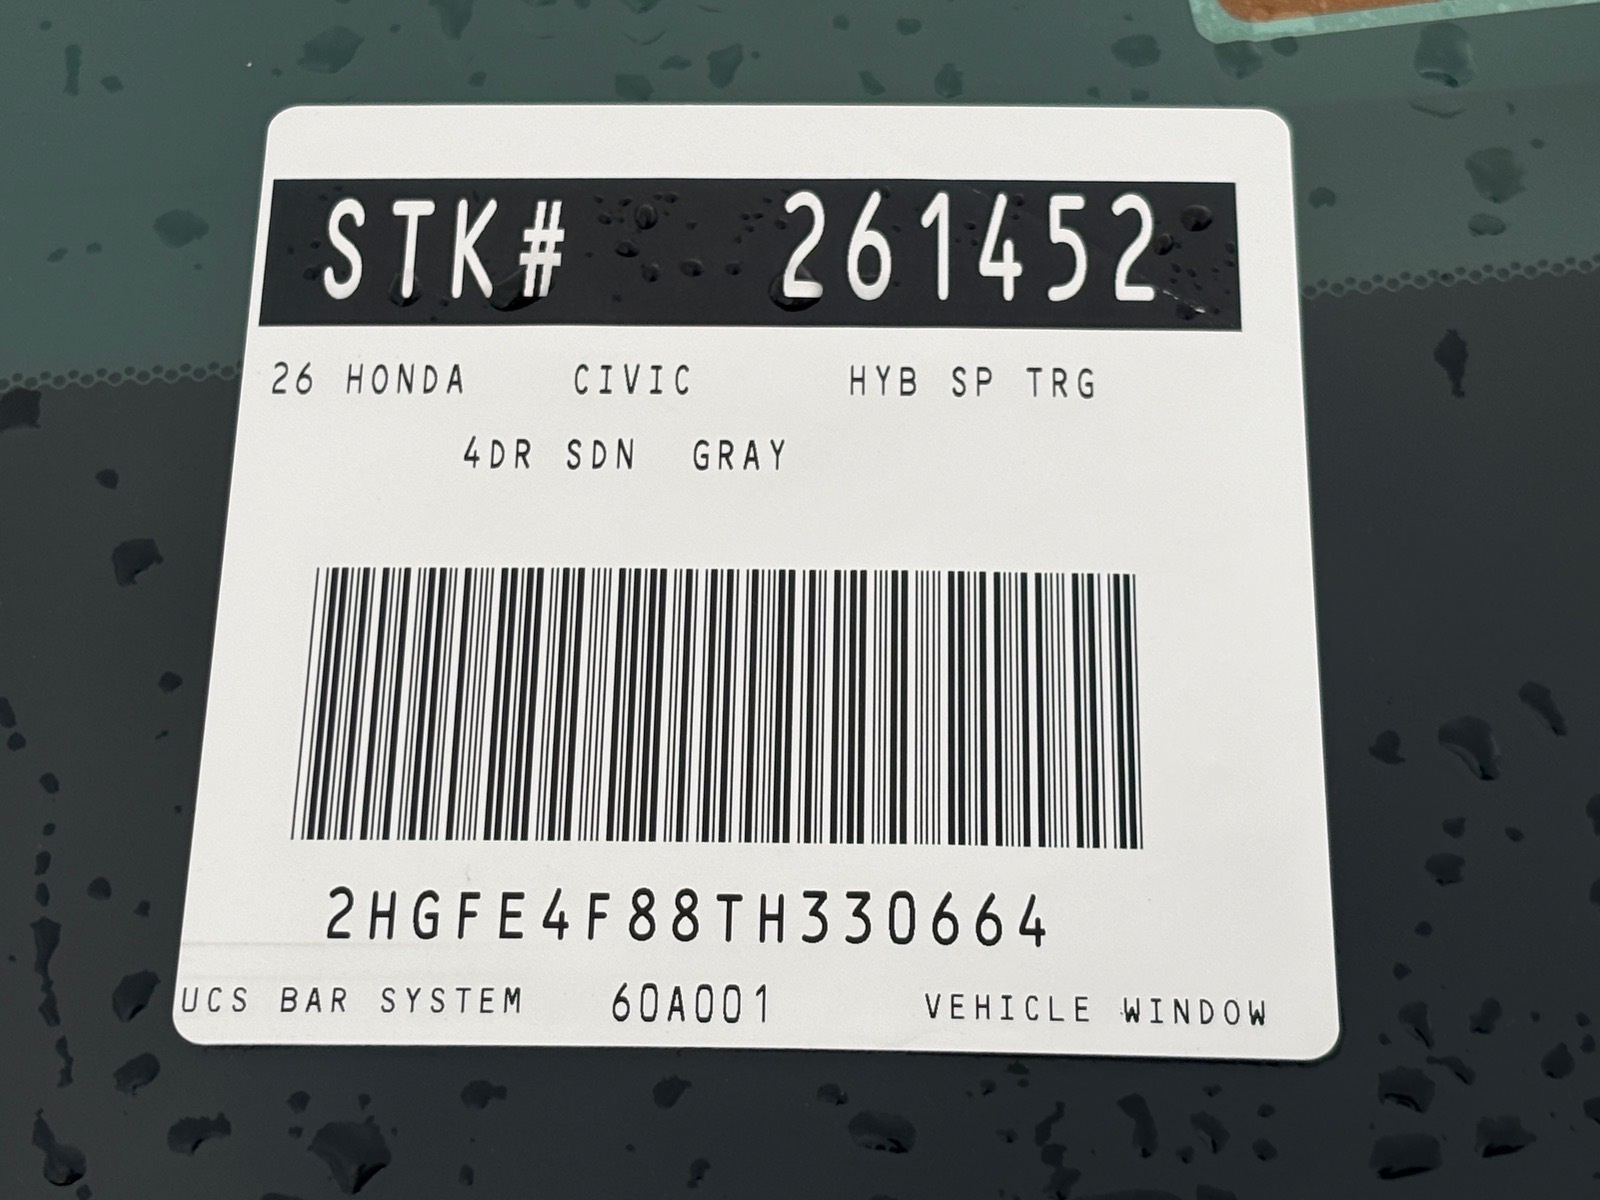 STK# 261452
26 HONDA CIVIC HYB SP TRG
4DR SDN GRAY
2HGFE4F88TH330664
UCS BAR SYSTEM 60A001 VEHICLE WINDOW